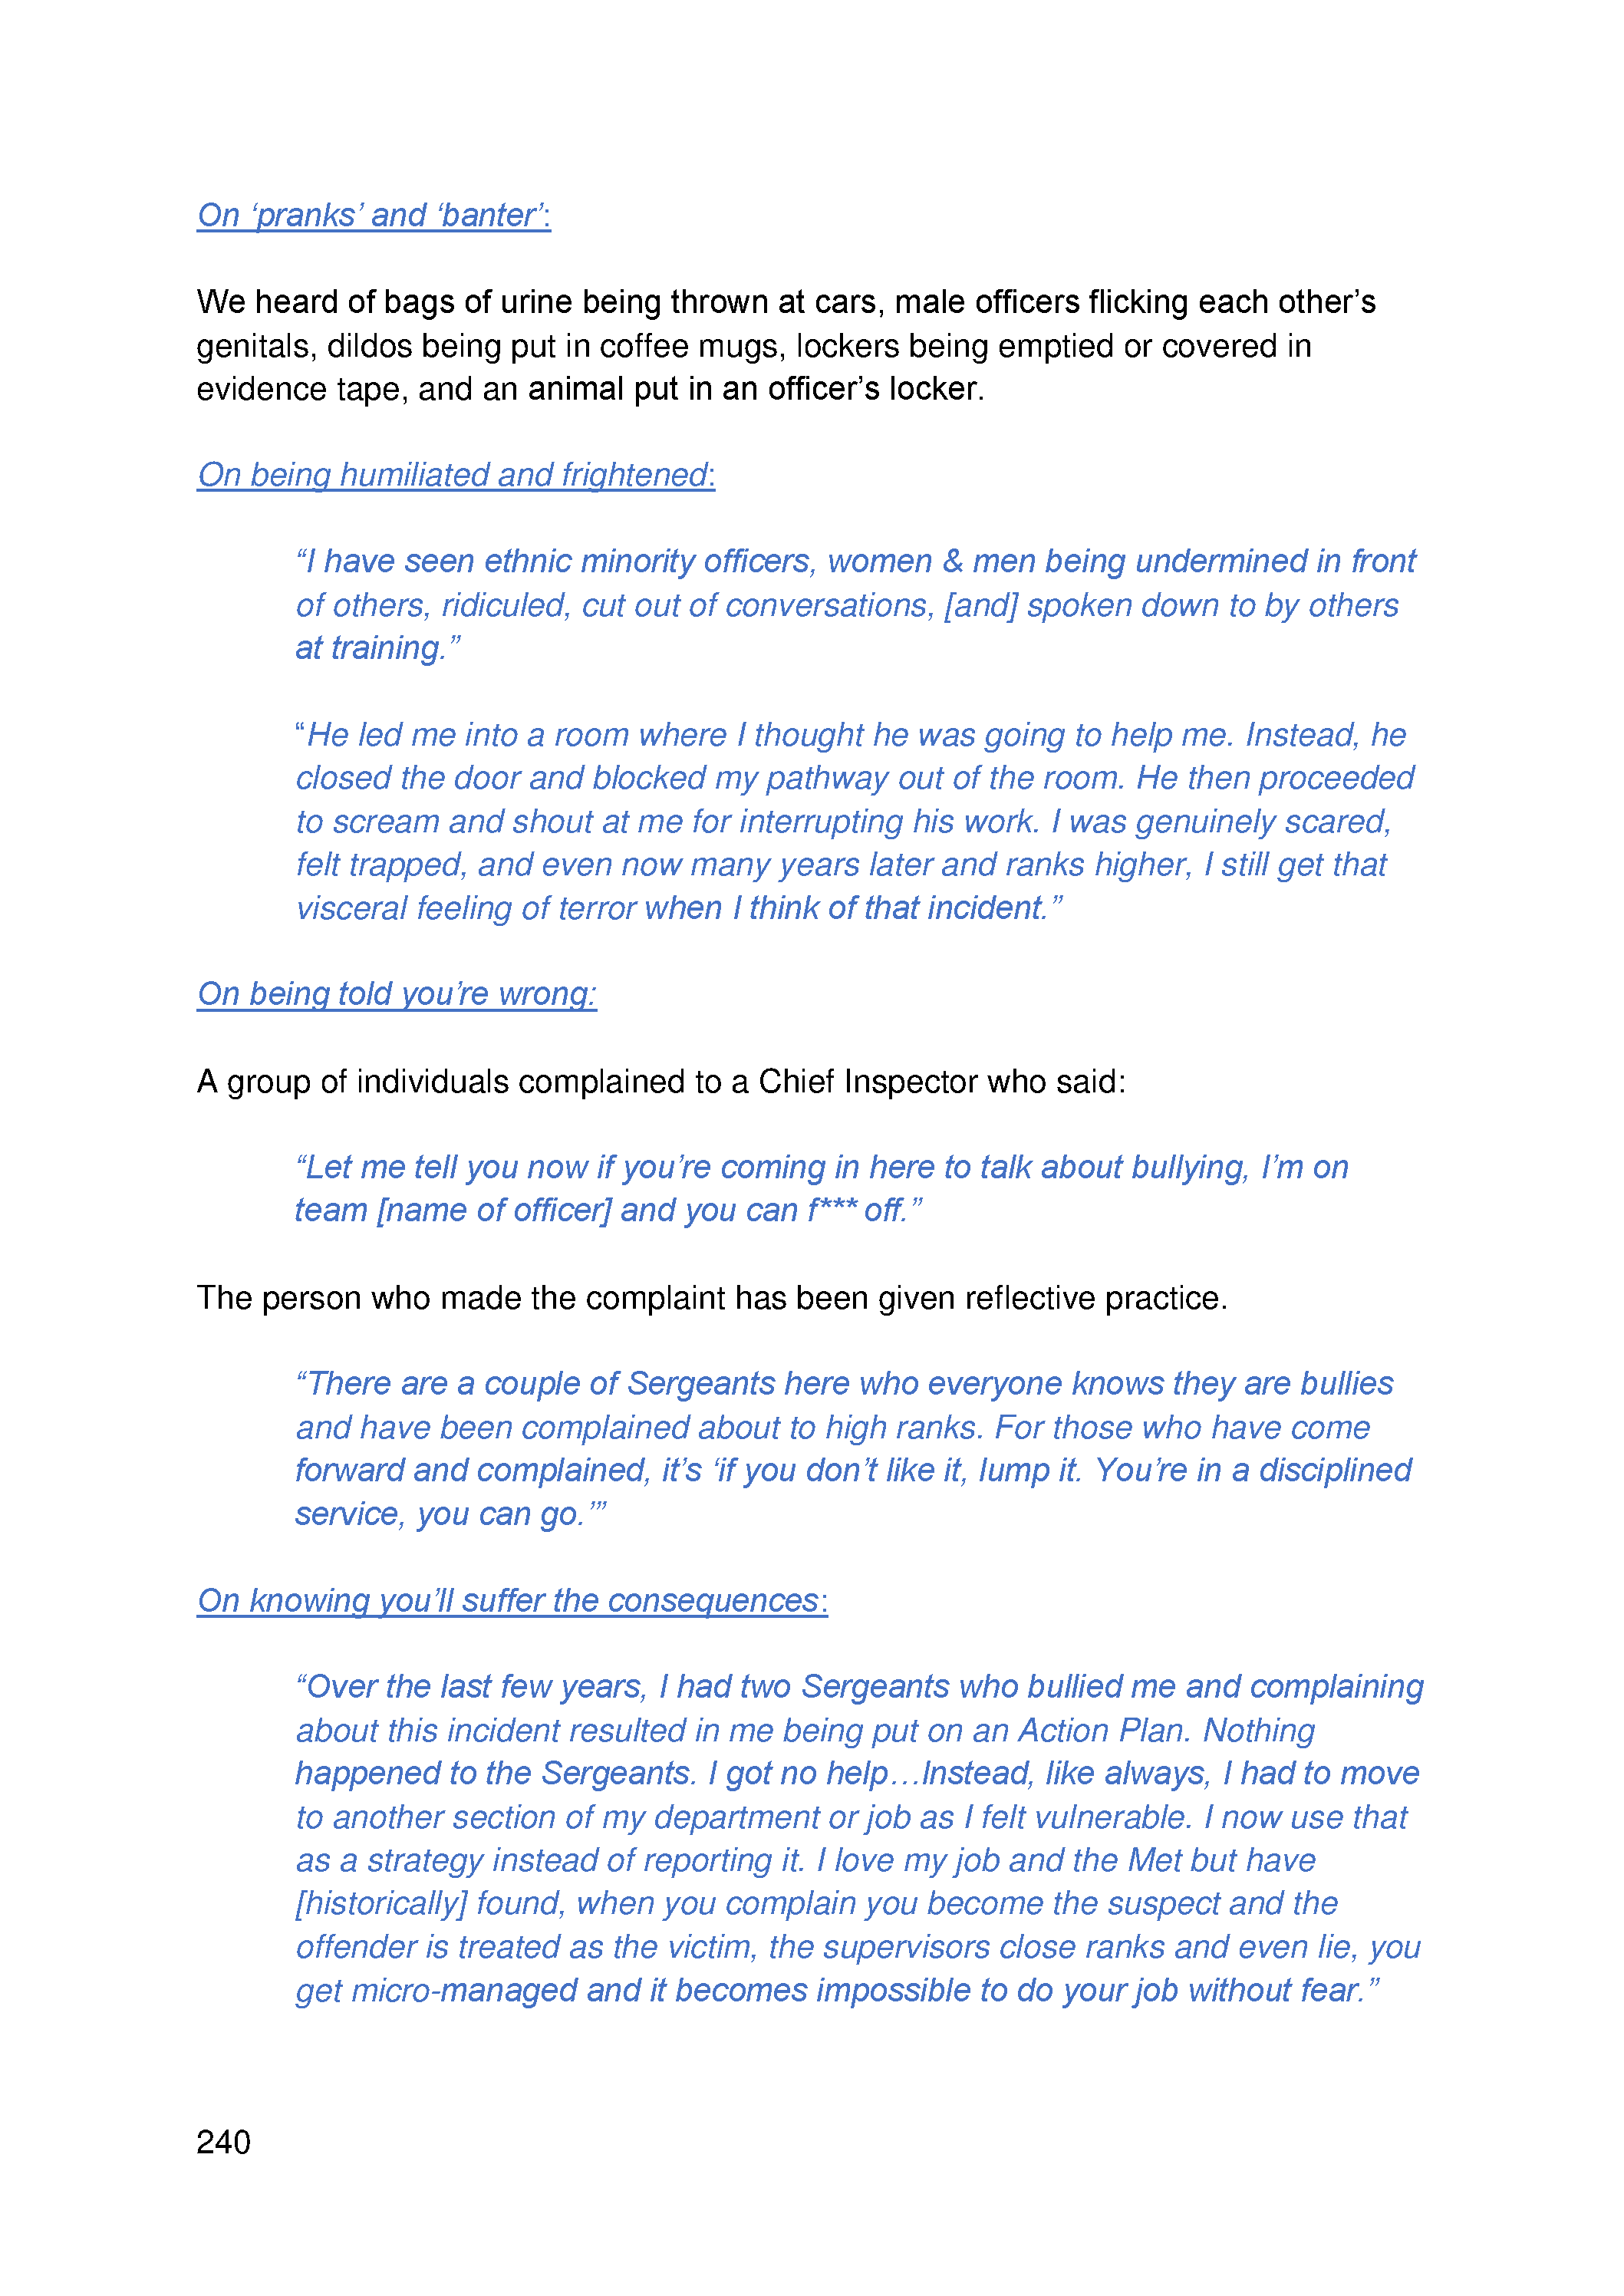 On ‘pranks’ and ‘banter’:
We heard of bags of urine being thrown at cars, male officers flicking each other’s
genitals, dildos being put in coffee mugs, lockers being emptied or covered in
evidence tape, and an animal put in an officer’s locker.
On being humiliated and frightened:
“I have seen ethnic minority officers, women & men being undermined in front
of others, ridiculed, cut out of conversations, [and] spoken down to by others
at training.”
“He led me into a room where I thought he was going to help me. Instead, he
closed the door and blocked my pathway out of the room. He then proceeded
to scream and shout at me for interrupting his work. I was genuinely scared,
felt trapped, and even now many years later and ranks higher, I still get that
visceral feeling of terror when I think of that incident.”
On being told you’re wrong:
A group of individuals complained to a Chief Inspector who said:
“Let me tell you now if you’re coming in here to talk about bullying, I’m on
team [name of officer] and you can f*** off.”
The person who made the complaint has been given reflective practice.
“There are a couple of Sergeants here who everyone knows they are bullies
and have been complained about to high ranks. For those who have come
forward and complained, it’s ‘if you don’t like it, lump it. You’re in a disciplined
service, you can go.’”
On knowing you’ll suffer the consequences:
“Over the last few years, I had two Sergeants who bullied me and complaining
about this incident resulted in me being put on an Action Plan. Nothing
happened to the Sergeants. I got no help…Instead, like always, I had to move
to another section of my department or job as I felt vulnerable. I now use that
as a strategy instead of reporting it. I love my job and the Met but have
[historically] found, when you complain you become the suspect and the
offender is treated as the victim, the supervisors close ranks and even lie, you
get micro-managed and it becomes impossible to do your job without fear.”
240